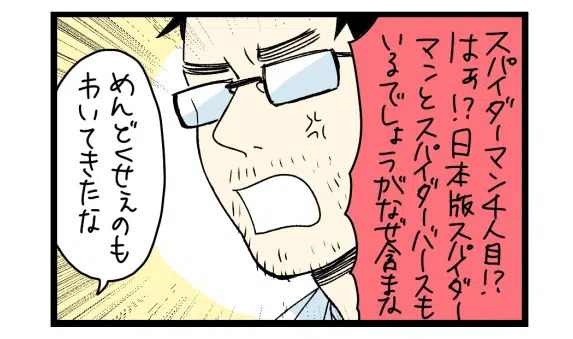 スパイダーマン4人目!?
はぁ!?日本版スパイダー
マンとスパイダーバースも
いるでしょうがなぜ含まな
めんどくせぇのも
わいてきたな